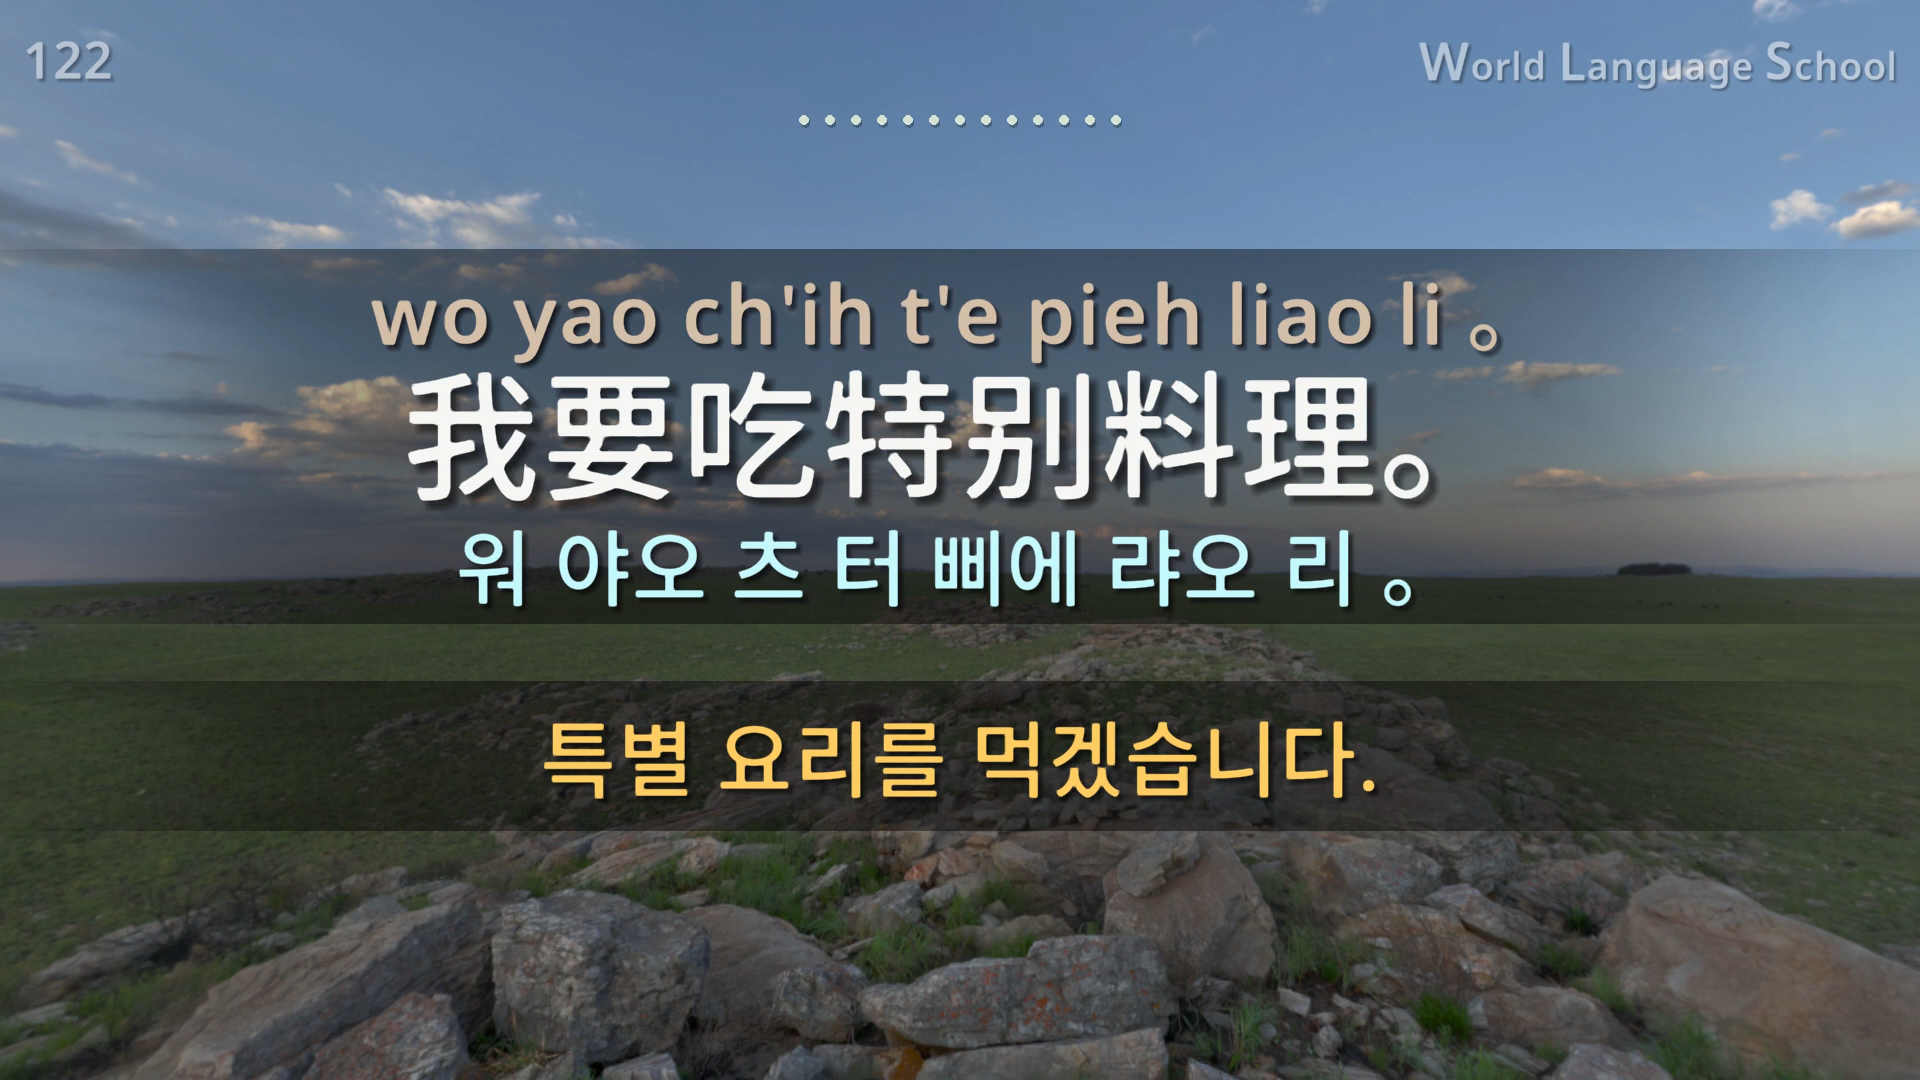 122
World Language School
wo yao ch'ih t'e pieh liao li 。
我要吃特别料理。
워 야오 츠 터 삐에 랴오 리 。
특별 요리를 먹겠습니다.